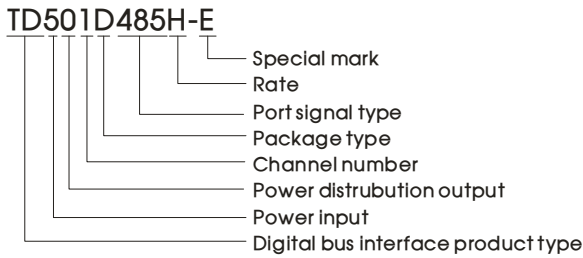 TD501D485H-E
Special mark
Rate
Port signal type
Package type
Channel number
Power distrubution output
Power input
Digital bus interface product type